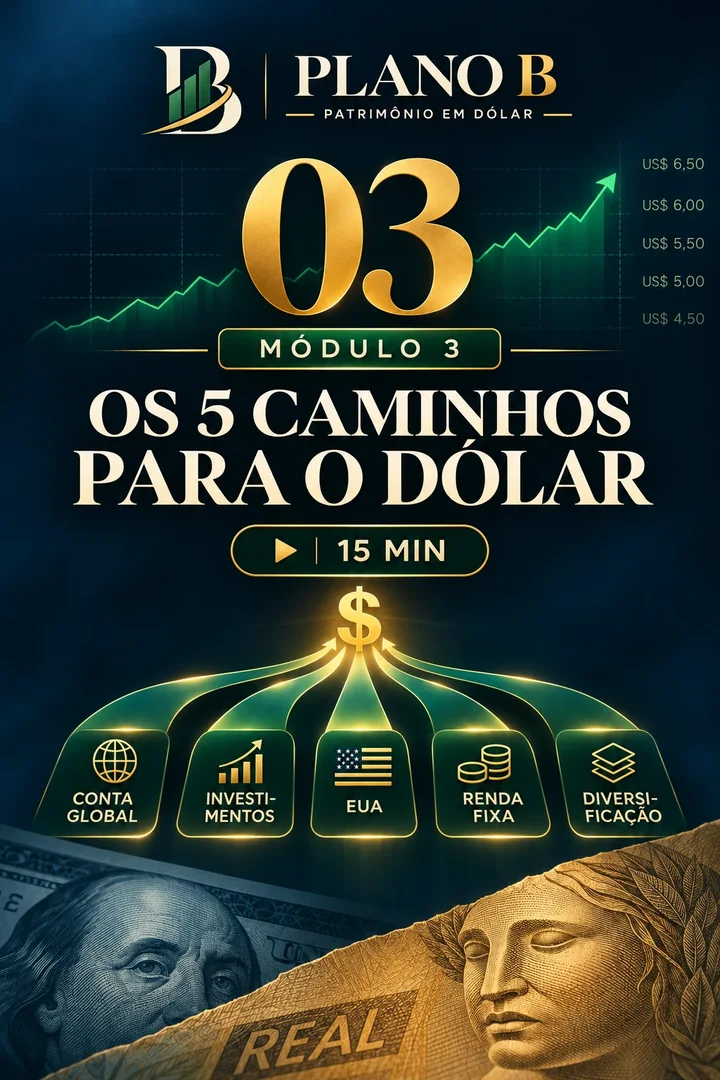 B
PLANO B
PATRIMÔNIO EM DÓLAR
03
US$ 6,50
US$ 6,00
US$ 5,50
US$ 5,00
US$ 4,50
MÓDULO 3
OS 5 CAMINHOS
PARA O DÓLAR
15 MIN
$
CONTA
GLOBAL
INVESTI-
MENTOS
EUA
RENDA
FIXA
DIVERSI-
FICAÇÃO
REAL